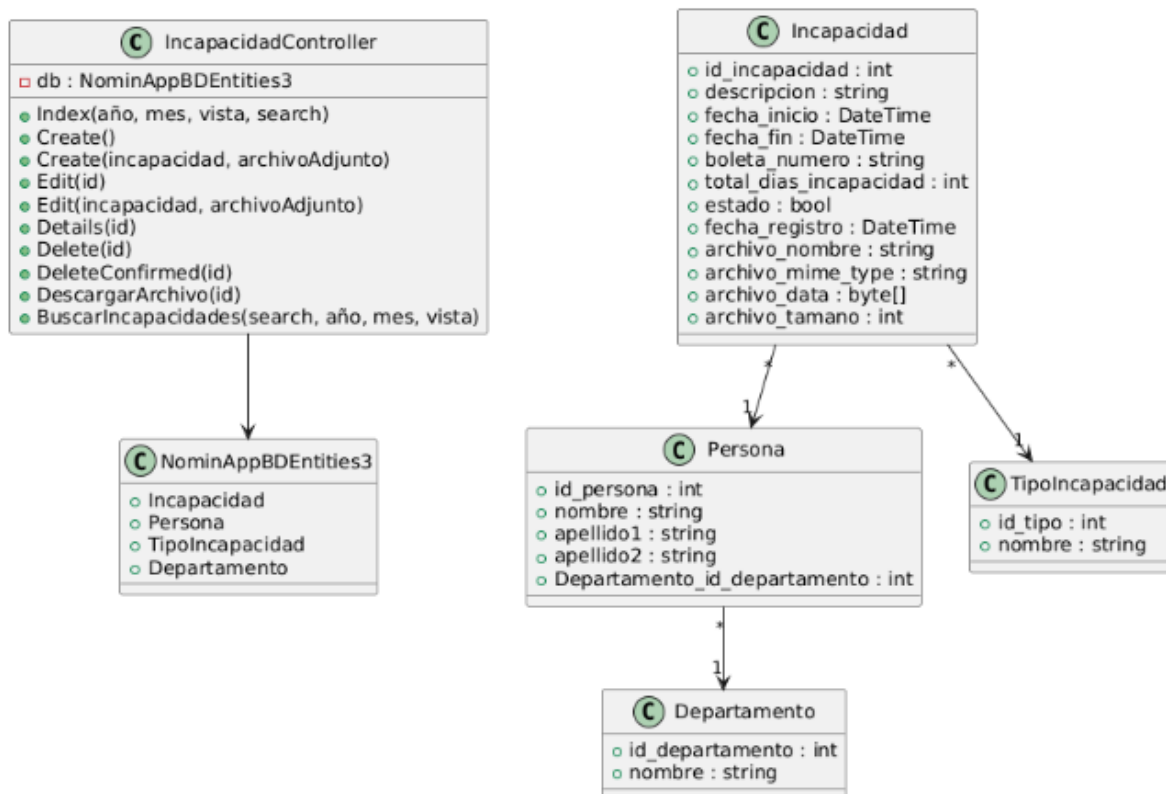 C IncapacidadController
db : NominAppBDEntities3
Index(año, mes, vista, search)
Create()
Create(incapacidad, archivoAdjunto)
Edit(id)
Edit(incapacidad, archivoAdjunto)
Details(id)
Delete(id)
DeleteConfirmed(id)
DescargarArchivo(id)
BuscarIncapacidades(search, año, mes, vista)
C Incapacidad
id_incapacidad : int
descripcion : string
fecha_inicio : DateTime
fecha_fin : DateTime
boleta_numero : string
total_dias_incapacidad : int
estado : bool
fecha_registro : DateTime
archivo_nombre : string
archivo_mime_type : string
archivo_data : byte[]
archivo_tamano : int
*
*
1
1
C NominAppBDEntities3
Incapacidad
Persona
TipoIncapacidad
Departamento
C Persona
id_persona : int
nombre : string
apellido1 : string
apellido2 : string
Departamento_id_departamento : int
C TipoIncapacidad
id_tipo : int
nombre : string
*
1
C Departamento
id_departamento : int
nombre : string